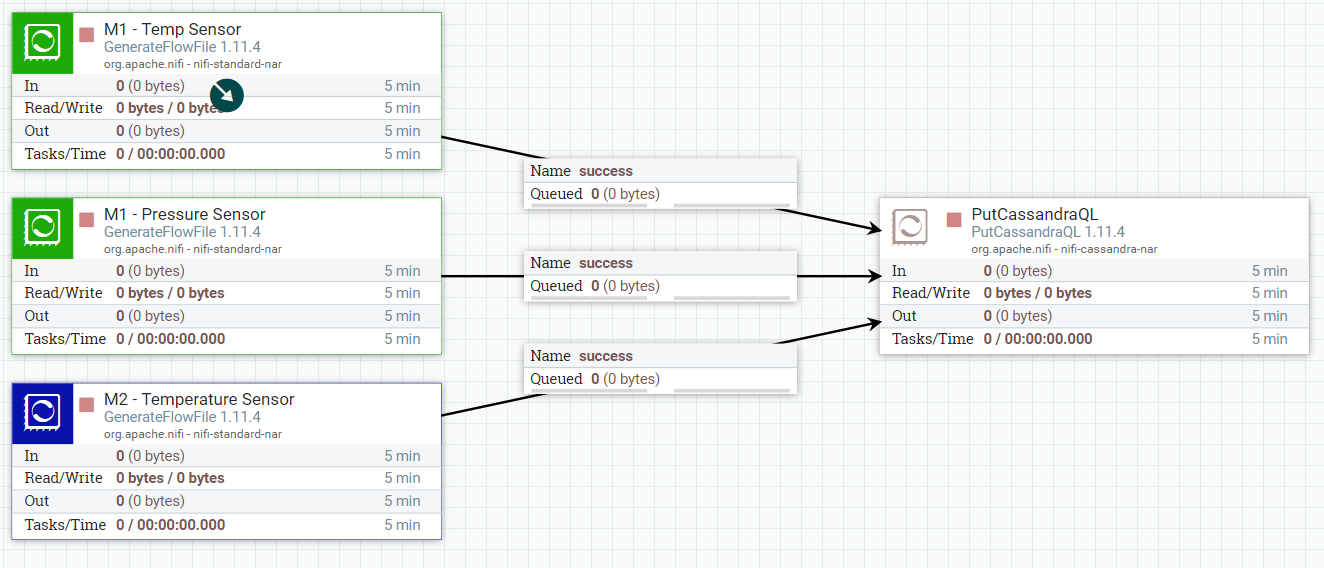 M1 - Temp Sensor
GenerateFlowFile 1.11.4
org.apache.nifi - nifi-standard-nar
In 0 (0 bytes) 5 min
Read/Write 0 bytes / 0 bytes 5 min
Out 0 (0 bytes) 5 min
Tasks/Time 0 / 00:00:00.000 5 min
Name success
Queued 0 (0 bytes)
M1 - Pressure Sensor
GenerateFlowFile 1.11.4
org.apache.nifi - nifi-standard-nar
In 0 (0 bytes) 5 min
Read/Write 0 bytes / 0 bytes 5 min
Out 0 (0 bytes) 5 min
Tasks/Time 0 / 00:00:00.000 5 min
Name success
Queued 0 (0 bytes)
PutCassandraQL
PutCassandraQL 1.11.4
org.apache.nifi - nifi-cassandra-nar
In 0 (0 bytes) 5 min
Read/Write 0 bytes / 0 bytes 5 min
Out 0 (0 bytes) 5 min
Tasks/Time 0 / 00:00:00.000 5 min
Name success
Queued 0 (0 bytes)
M2 - Temperature Sensor
GenerateFlowFile 1.11.4
org.apache.nifi - nifi-standard-nar
In 0 (0 bytes) 5 min
Read/Write 0 bytes / 0 bytes 5 min
Out 0 (0 bytes) 5 min
Tasks/Time 0 / 00:00:00.000 5 min